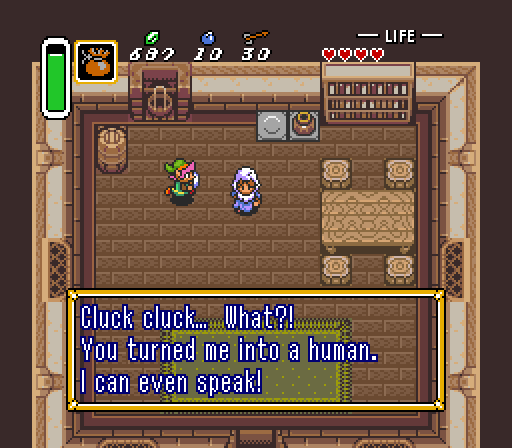 — LIFE —
687 10 30
Cluck cluck… What?!
You turned me into a human.
I can even speak!